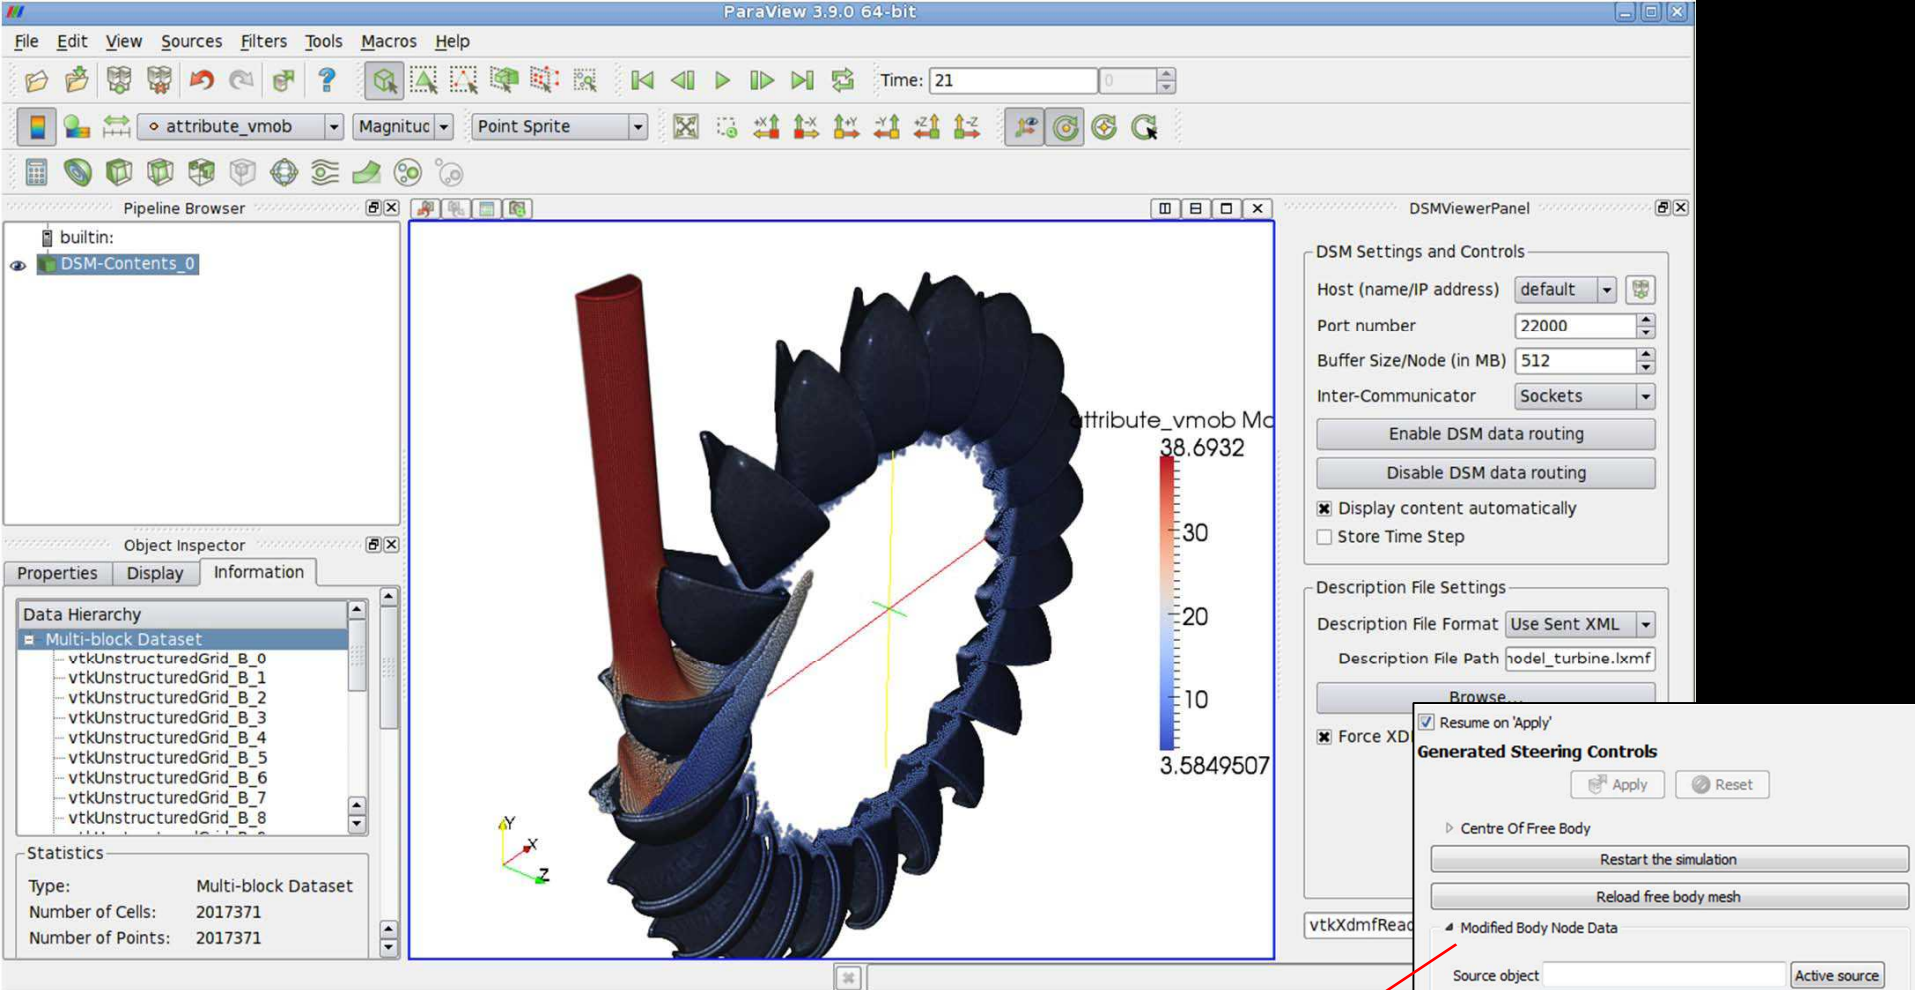 ParaView 3.9.0 64-bit
File Edit View Sources Filters Tools Macros Help
Time: 21 0
attribute_vmob Magnituc Point Sprite +X -X +Y -Y +Z -Z
Pipeline Browser
builtin:
DSM-Contents_0
Object Inspector
Properties Display Information
Data Hierarchy
Multi-block Dataset
vtkUnstructuredGrid_B_0
vtkUnstructuredGrid_B_1
vtkUnstructuredGrid_B_2
vtkUnstructuredGrid_B_3
vtkUnstructuredGrid_B_4
vtkUnstructuredGrid_B_5
vtkUnstructuredGrid_B_6
vtkUnstructuredGrid_B_7
vtkUnstructuredGrid_B_8
Statistics
Type: Multi-block Dataset
Number of Cells: 2017371
Number of Points: 2017371
attribute_vmob Mc
38.6932
30
20
10
3.5849507
Y
X
Z
DSMViewerPanel
DSM Settings and Controls
Host (name/IP address) default
Port number 22000
Buffer Size/Node (in MB) 512
Inter-Communicator Sockets
Enable DSM data routing
Disable DSM data routing
Display content automatically
Store Time Step
Description File Settings
Description File Format Use Sent XML
Description File Path nodel_turbine.lxmf
Browse...
Force XDI
vtkXdmfReac
Resume on 'Apply'
Generated Steering Controls
Apply Reset
Centre Of Free Body
Restart the simulation
Reload free body mesh
Modified Body Node Data
Source object Active source